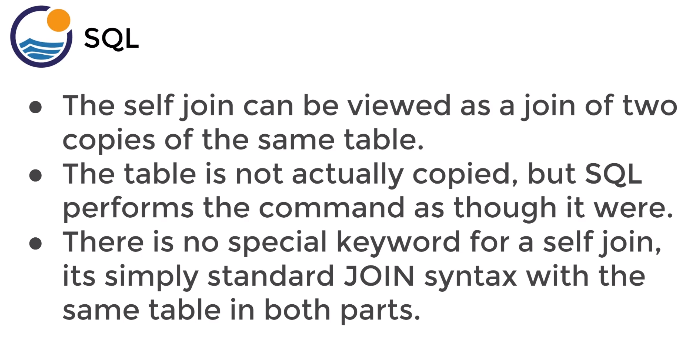 SQL
● The self join can be viewed as a join of two
copies of the same table.
● The table is not actually copied, but SQL
performs the command as though it were.
● There is no special keyword for a self join,
its simply standard JOIN syntax with the
same table in both parts.